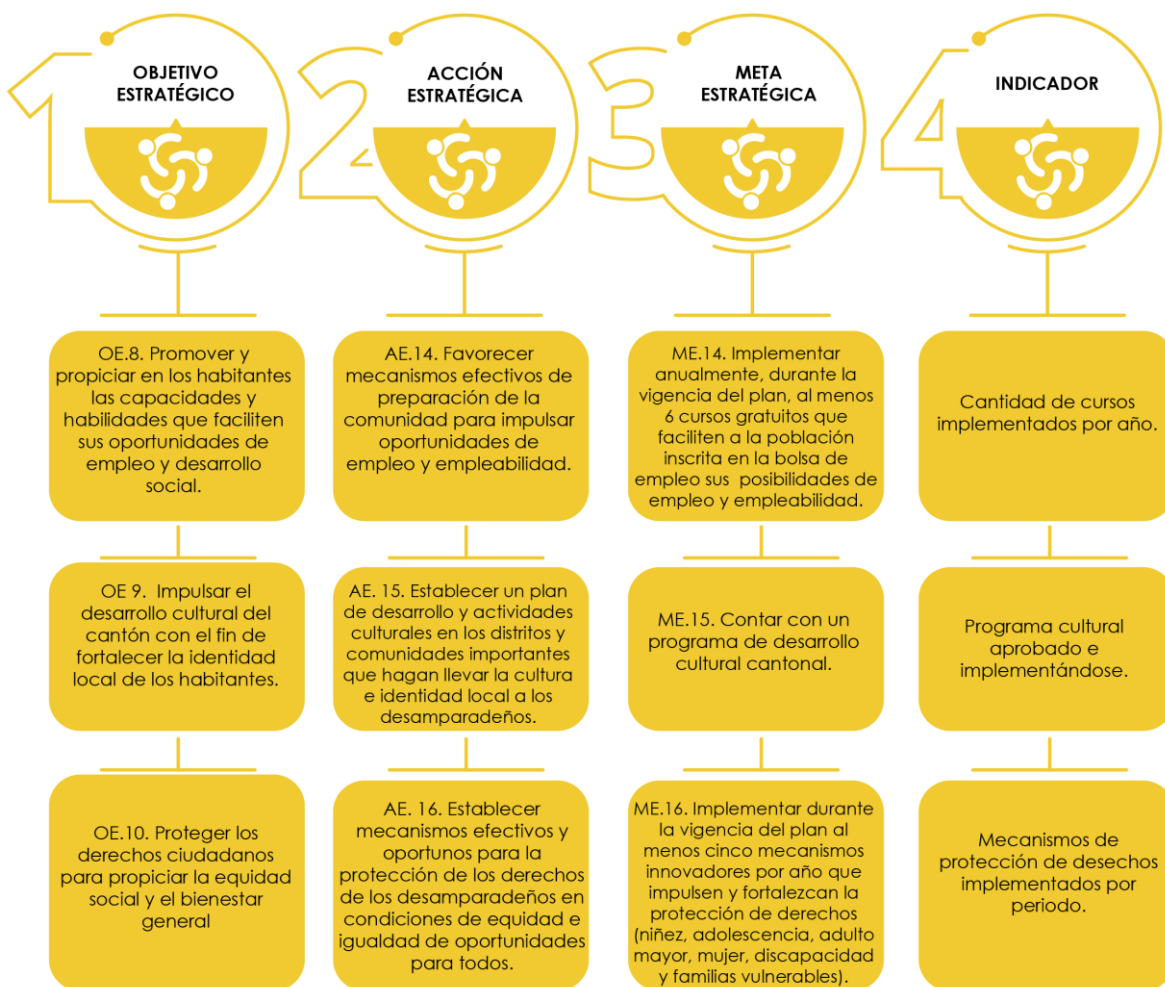 1
OBJETIVO
ESTRATÉGICO
2
ACCIÓN
ESTRATÉGICA
3
META
ESTRATÉGICA
4
INDICADOR
OE.8. Promover y
propiciar en los habitantes
las capacidades y
habilidades que faciliten
sus oportunidades de
empleo y desarrollo
social.
AE.14. Favorecer
mecanismos efectivos de
preparación de la
comunidad para impulsar
oportunidades de
empleo y empleabilidad.
ME.14. Implementar
anualmente, durante la
vigencia del plan, al menos
6 cursos gratuitos que
faciliten a la población
inscrita en la bolsa de
empleo sus posibilidades de
empleo y empleabilidad.
Cantidad de cursos
implementados por año.
OE 9. Impulsar el
desarrollo cultural del
cantón con el fin de
fortalecer la identidad
local de los habitantes.
AE. 15. Establecer un plan
de desarrollo y actividades
culturales en los distritos y
comunidades importantes
que hagan llevar la cultura
e identidad local a los
desamparadeños.
ME.15. Contar con un
programa de desarrollo
cultural cantonal.
Programa cultural
aprobado e
implementándose.
OE.10. Proteger los
derechos ciudadanos
para propiciar la equidad
social y el bienestar
general
AE. 16. Establecer
mecanismos efectivos y
oportunos para la
protección de los derechos
de los desamparadeños en
condiciones de equidad e
igualdad de oportunidades
para todos.
ME.16. Implementar durante
la vigencia del plan al
menos cinco mecanismos
innovadores por año que
impulsen y fortalezcan la
protección de derechos
(niñez, adolescencia, adulto
mayor, mujer, discapacidad
y familias vulnerables).
Mecanismos de
protección de desechos
implementados por
periodo.